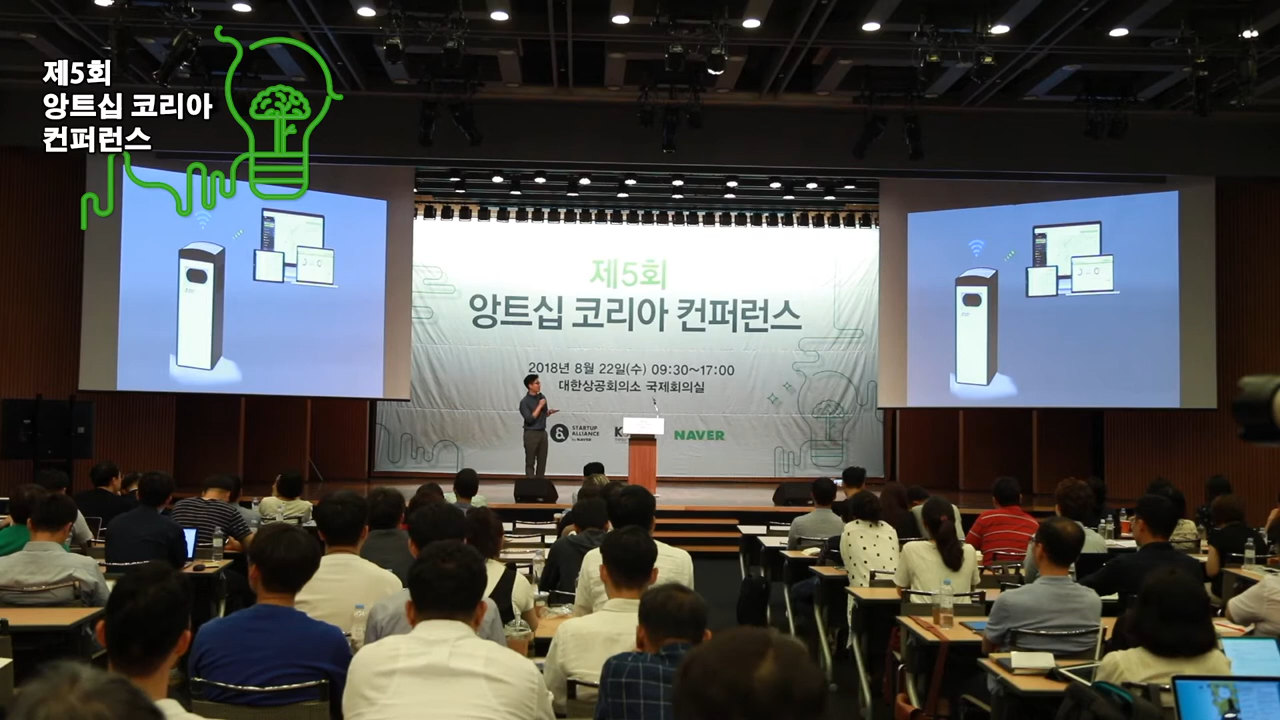 제5회
앙트십 코리아
컨퍼런스
제5회
앙트십 코리아 컨퍼런스
2018년 8월 22일(수) 09:30~17:00
대한상공회의소 국제회의실
STARTUP
ALLIANCE
by NAVER
NAVER